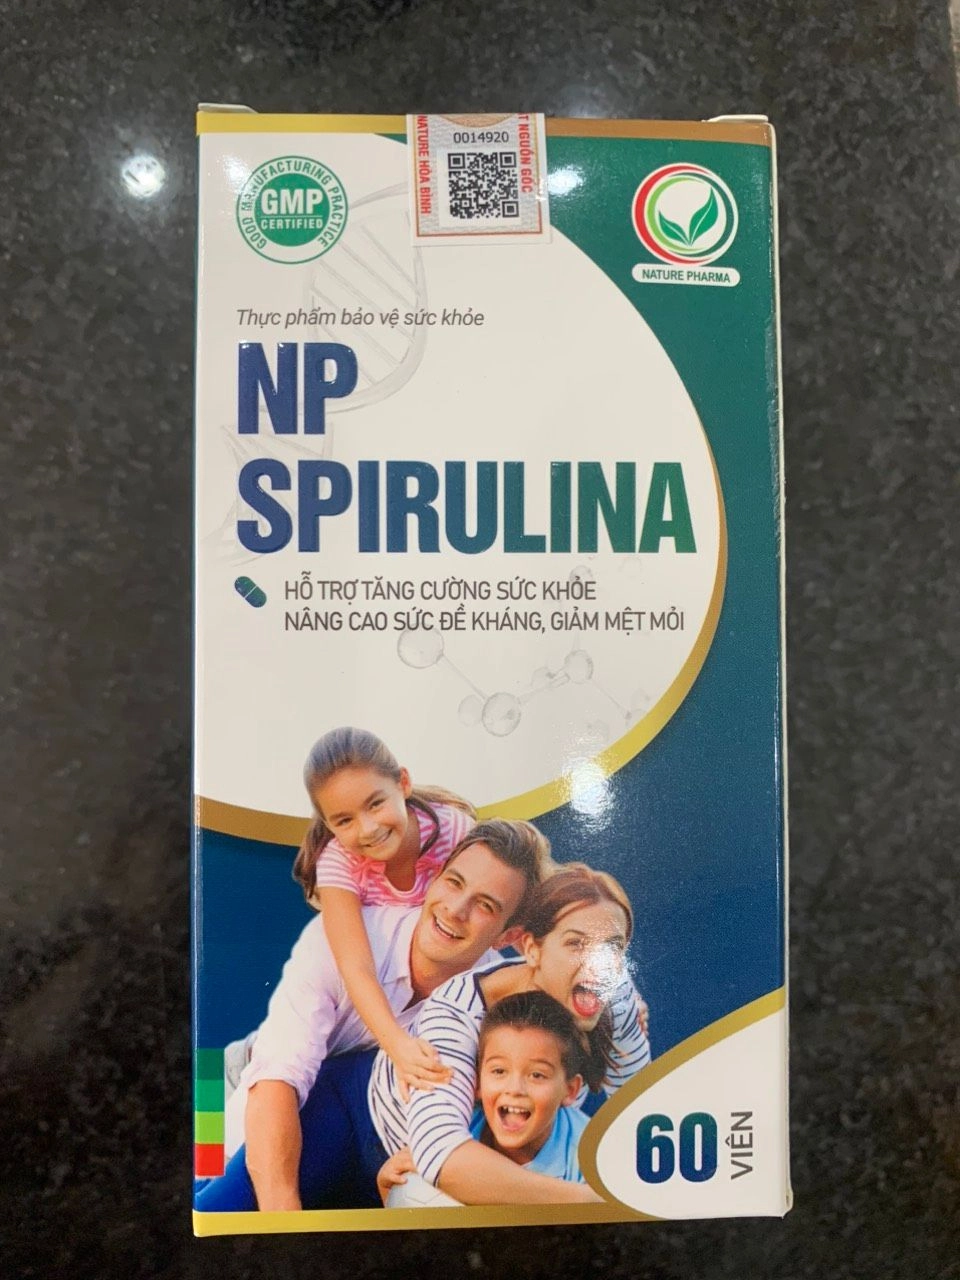 0014920
NATURE HÒA BÌNH
NGUỒN GỐC
GOOD MANUFACTURING PRACTICE
GMP
CERTIFIED
NATURE PHARMA
Thực phẩm bảo vệ sức khỏe
NP
SPIRULINA
HỖ TRỢ TĂNG CƯỜNG SỨC KHỎE
NÂNG CAO SỨC ĐỀ KHÁNG, GIẢM MỆT MỎI
60
VIÊN